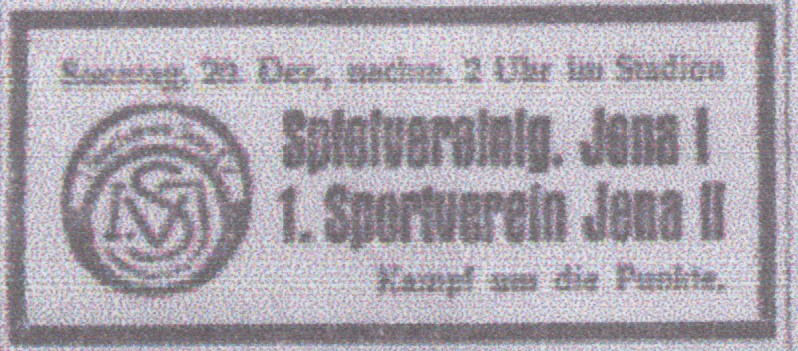 Sonntag, 20. Dez., nachm. 2 Uhr im Stadion
Spielvereinig. Jena I
1. Sportverein Jena II
Kampf um die Punkte.